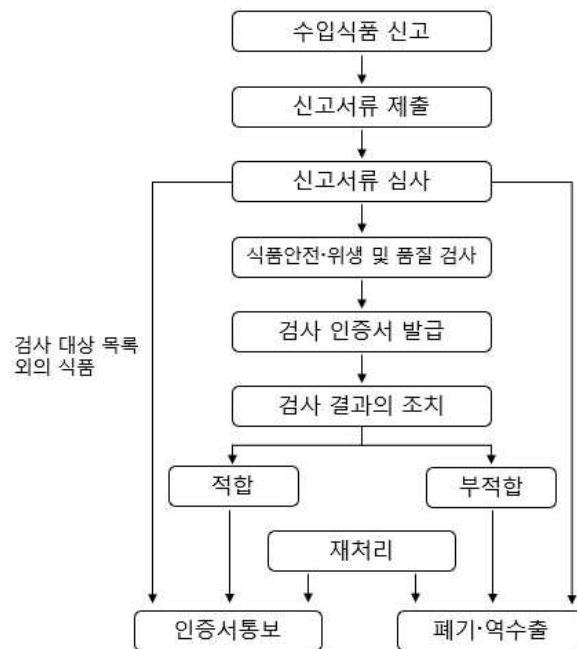 수입식품 신고
신고서류 제출
신고서류 심사
식품안전·위생 및 품질 검사
검사 인증서 발급
검사 대상 목록
외의 식품
검사 결과의 조치
적합
부적합
재처리
인증서통보
폐기·역수출